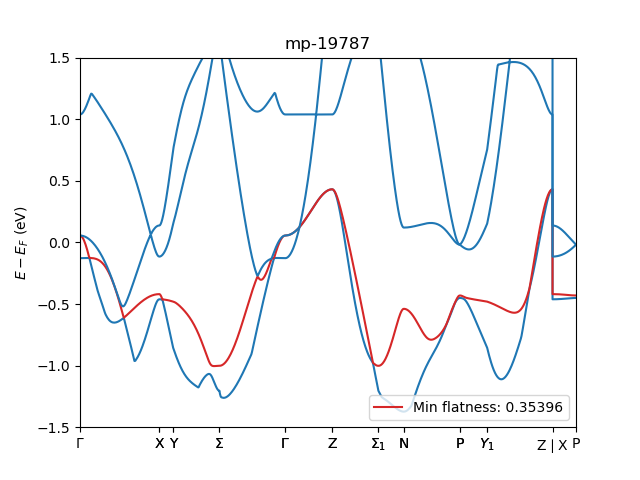 mp-19787
E − E_F (eV)
1.5
1.0
0.5
0.0
−0.5
−1.0
−1.5
Min flatness: 0.35396
Γ X Y Σ Γ Z Σ₁ N P Y₁ Z | X P